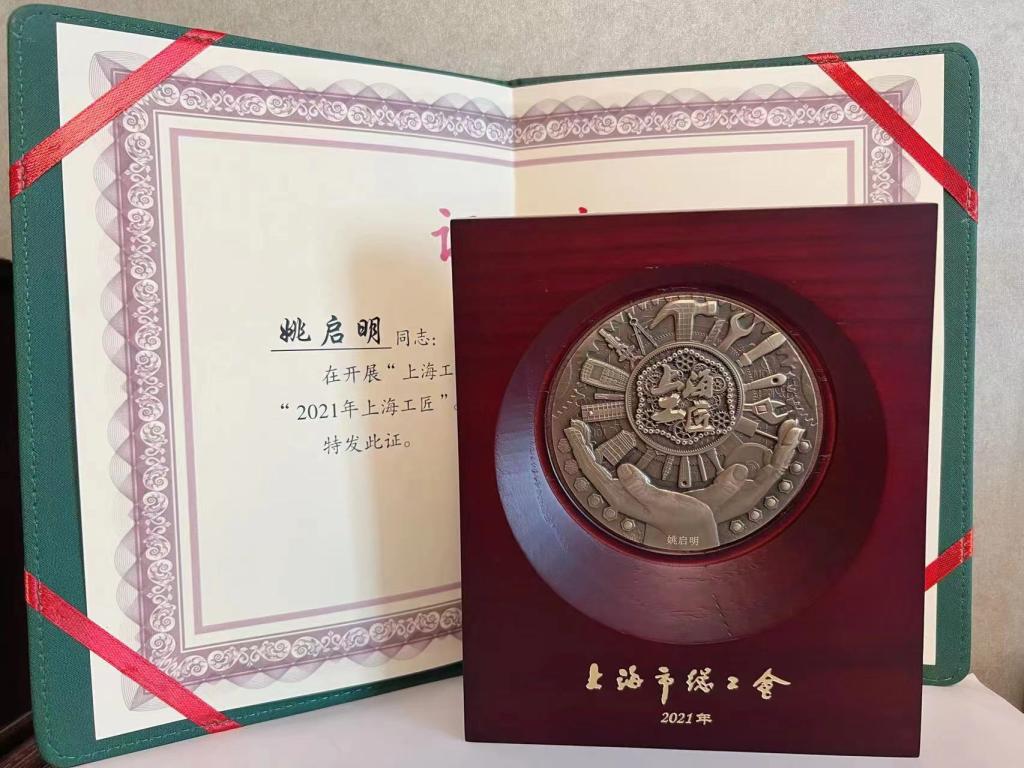 姚启明 同志：
在开展“上海工
“2021年上海工匠”。
特发此证。
上海
工匠
姚启明
上海市总工会
2021年